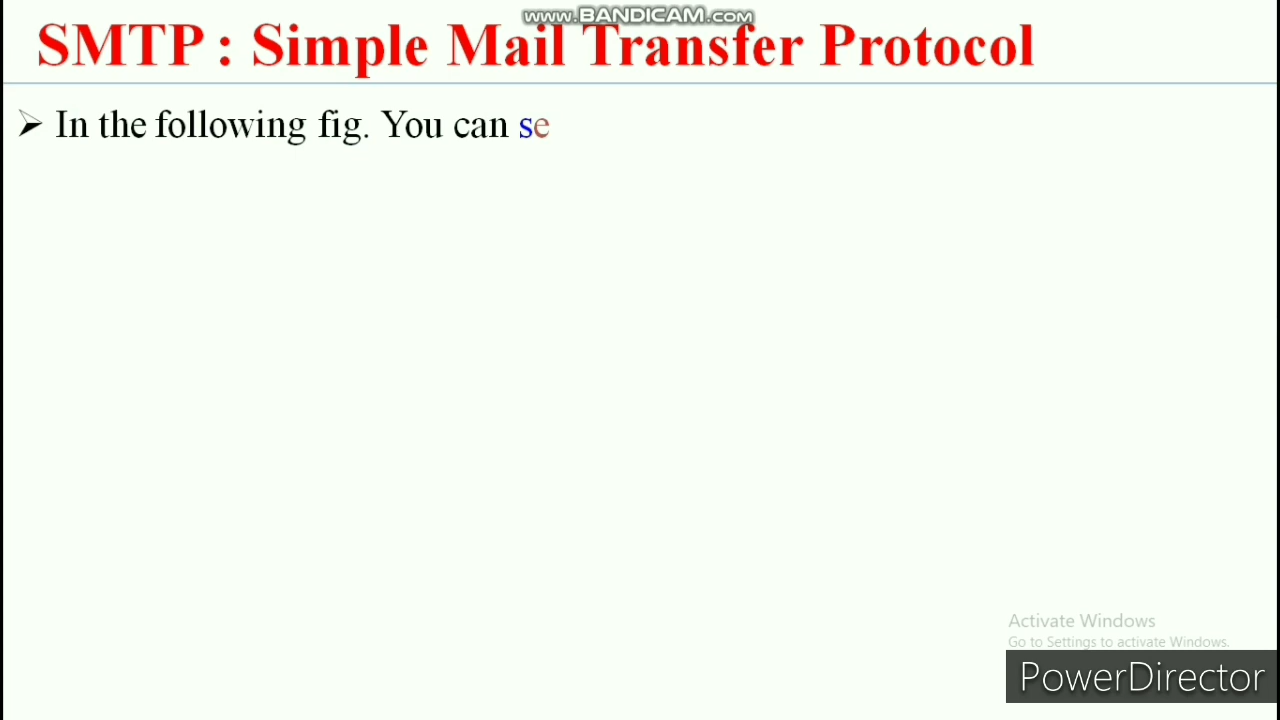 www.BANDICAM.com
SMTP : Simple Mail Transfer Protocol
➢ In the following fig. You can se
Activate Windows
Go to Settings to activate Windows.
PowerDirector